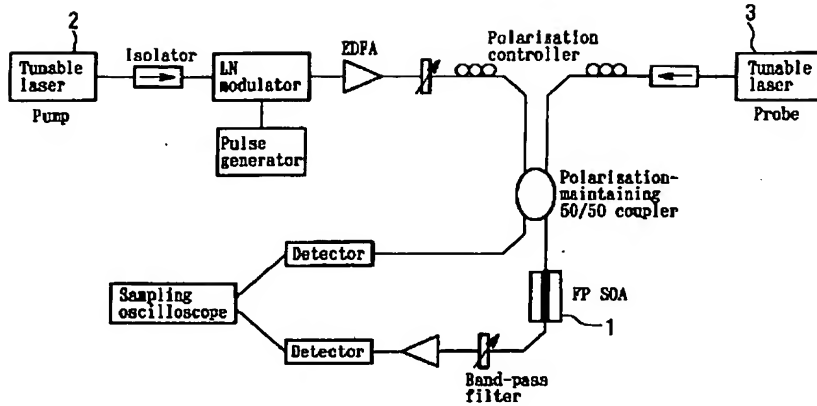 2
Isolator
EDFA
Polarisation
controller
3
Tunable
laser
LN
modulator
Tunable
laser
Pump
Probe
Pulse
generator
Polarization-
maintaining
50/50 coupler
Detector
Sampling
oscilloscope
FP SOA
1
Detector
Band-pass
filter